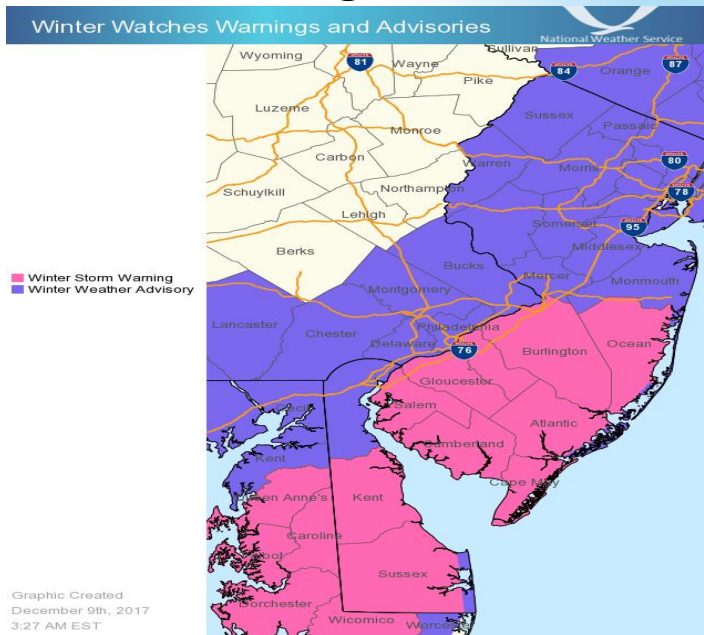 Winter Watches Warnings and Advisories
National Weather Service
Sullivan
Wyoming
81
Wayne
84
Orange
87
Pike
Luzerne
Sussex
Monroe
Passaic
Carbon
80
Warren
Morris
Schuylkill
Northampton
78
Lehigh
Somerset
95
Middlesex
Berks
Bucks
Mercer
Winter Storm Warning
Winter Weather Advisory
Montgomery
Monmouth
Lancaster
Chester
Philadelphia
Delaware
76
Burlington
Ocean
Gloucester
Cecil
Salem
Atlantic
Cumberland
Kent
Cape May
Queen Anne's
Kent
Caroline
Talbot
Sussex
Dorchester
Wicomico
Worcester
Graphic Created
December 9th, 2017
3:27 AM EST